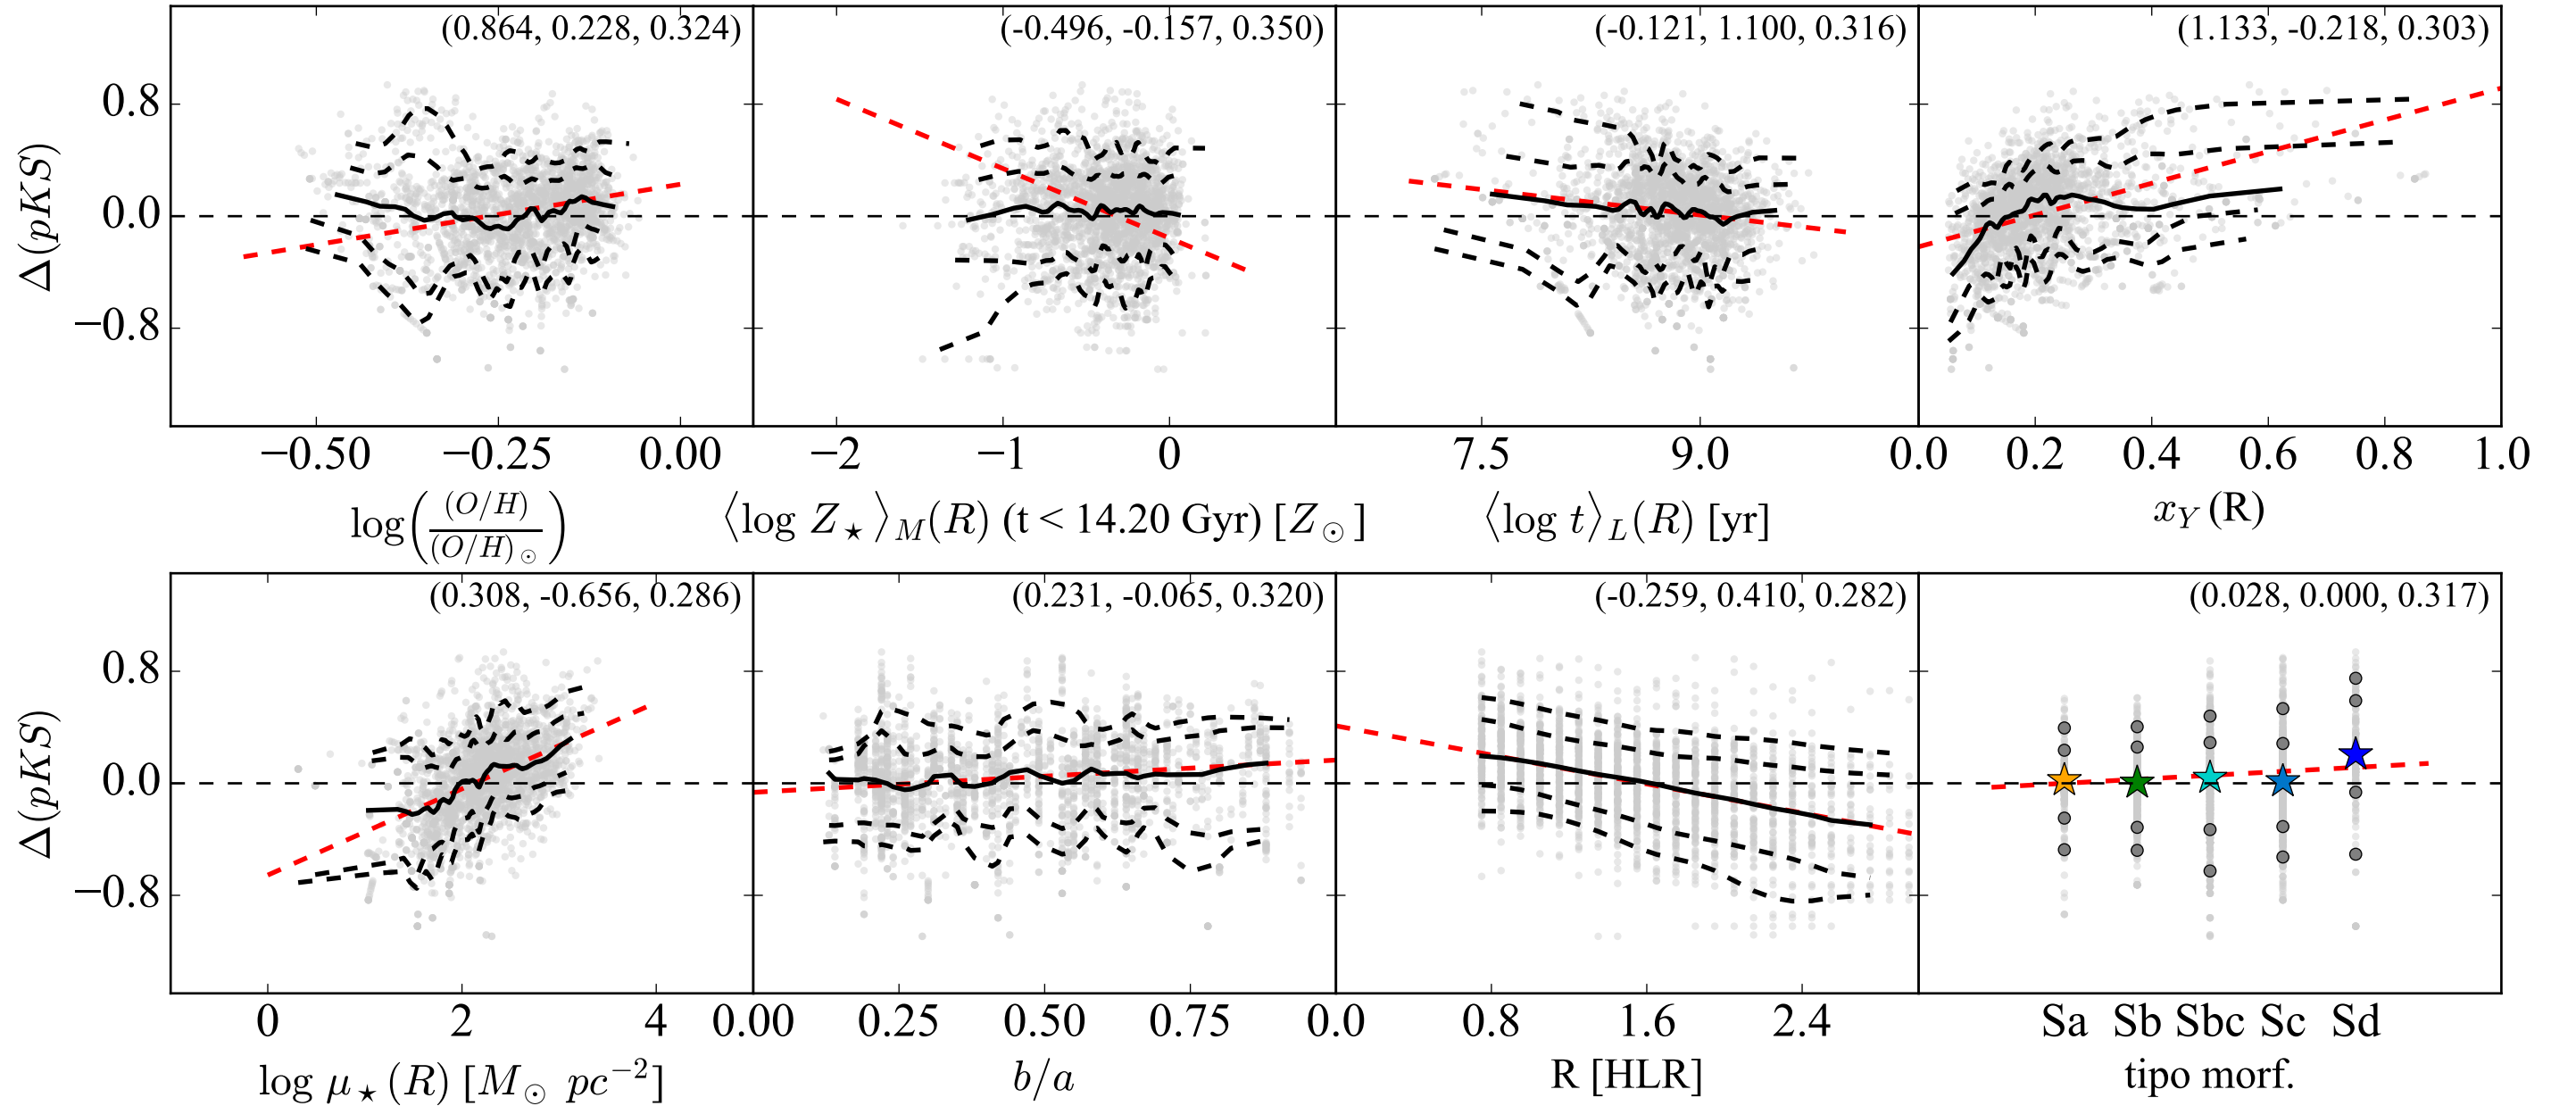 (0.864, 0.228, 0.324) (-0.496, -0.157, 0.350) (-0.121, 1.100, 0.316) (1.133, -0.218, 0.303)
0.8
0.0
−0.8
Δ(pKS)
−0.50 −0.25 0.00 −2 −1 0 7.5 9.0 0.0 0.2 0.4 0.6 0.8 1.0
log((O/H)/(O/H)⊙) ⟨log Z⋆⟩M(R) (t < 14.20 Gyr) [Z⊙] ⟨log t⟩L(R) [yr] xY(R)
(0.308, -0.656, 0.286) (0.231, -0.065, 0.320) (-0.259, 0.410, 0.282) (0.028, 0.000, 0.317)
0.8
0.0
−0.8
Δ(pKS)
0 2 4 0.00 0.25 0.50 0.75 0.0 0.8 1.6 2.4 Sa Sb Sbc Sc Sd
log μ⋆(R) [M⊙ pc⁻²] b/a R [HLR] tipo morf.